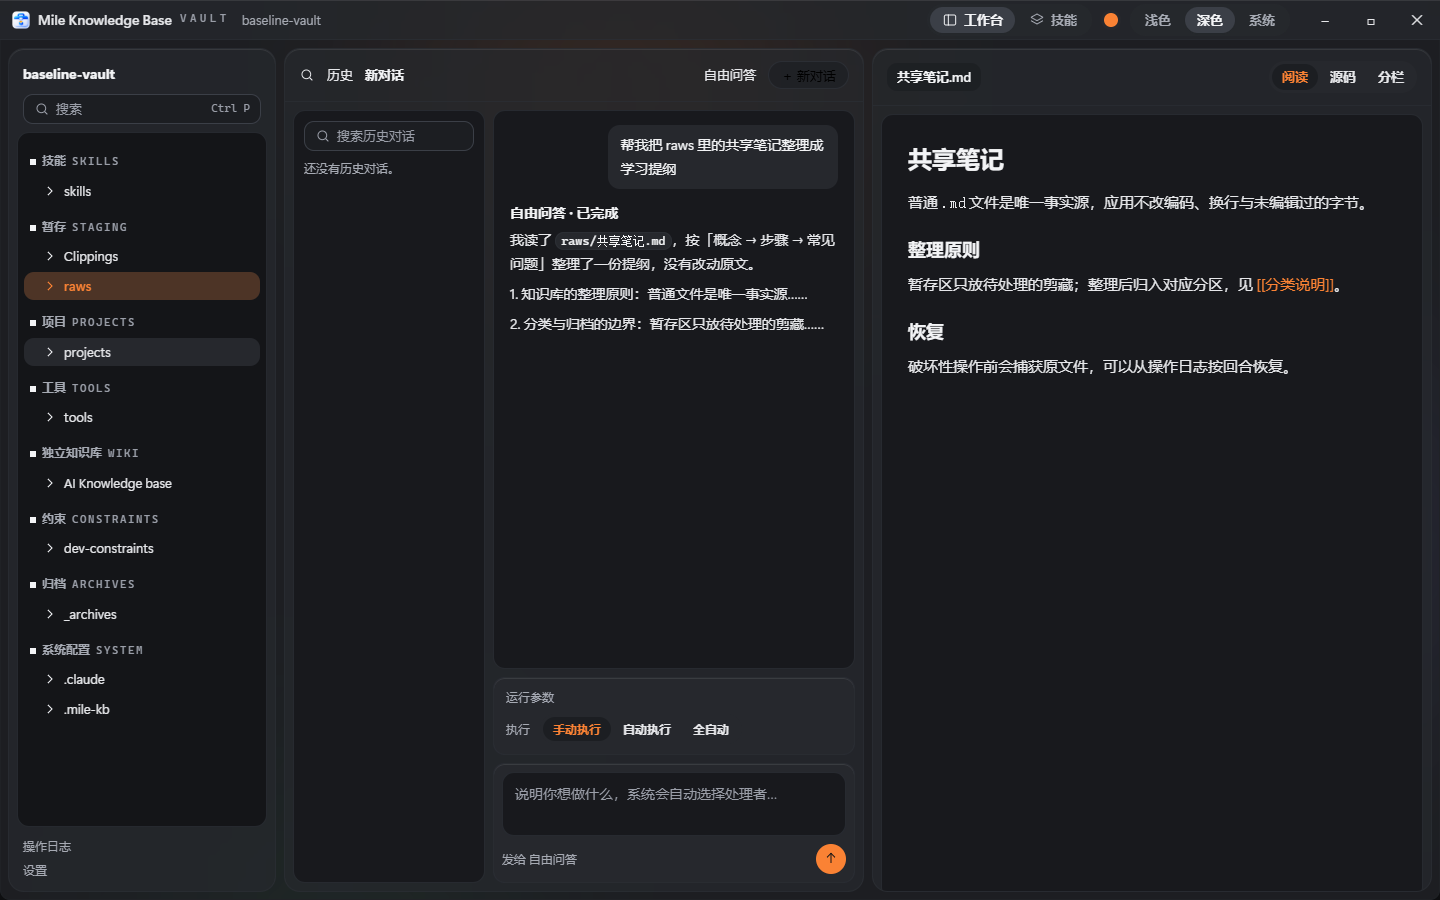 Mile Knowledge Base VAULT baseline-vault
工作台 技能 浅色 深色 系统
baseline-vault
搜索 Ctrl P
技能 SKILLS
skills
暂存 STAGING
Clippings
raws
项目 PROJECTS
projects
工具 TOOLS
tools
独立知识库 WIKI
AI Knowledge base
约束 CONSTRAINTS
dev-constraints
归档 ARCHIVES
_archives
系统配置 SYSTEM
.claude
.mile-kb
操作日志
设置
历史 新对话
自由问答 + 新对话
搜索历史对话
还没有历史对话。
帮我把 raws 里的共享笔记整理成
学习提纲
自由问答 · 已完成
我读了 raws/共享笔记.md ，按「概念 → 步骤 → 常见
问题」整理了一份提纲，没有改动原文。
1. 知识库的整理原则：普通文件是唯一事实源……
2. 分类与归档的边界：暂存区只放待处理的剪藏……
运行参数
执行 手动执行 自动执行 全自动
说明你想做什么，系统会自动选择处理者...
发给 自由问答
共享笔记.md
阅读 源码 分栏
共享笔记
普通 .md 文件是唯一事实源，应用不改编码、换行与未编辑过的字节。
整理原则
暂存区只放待处理的剪藏；整理后归入对应分区，见 [[分类说明]]。
恢复
破坏性操作前会捕获原文件，可以从操作日志按回合恢复。